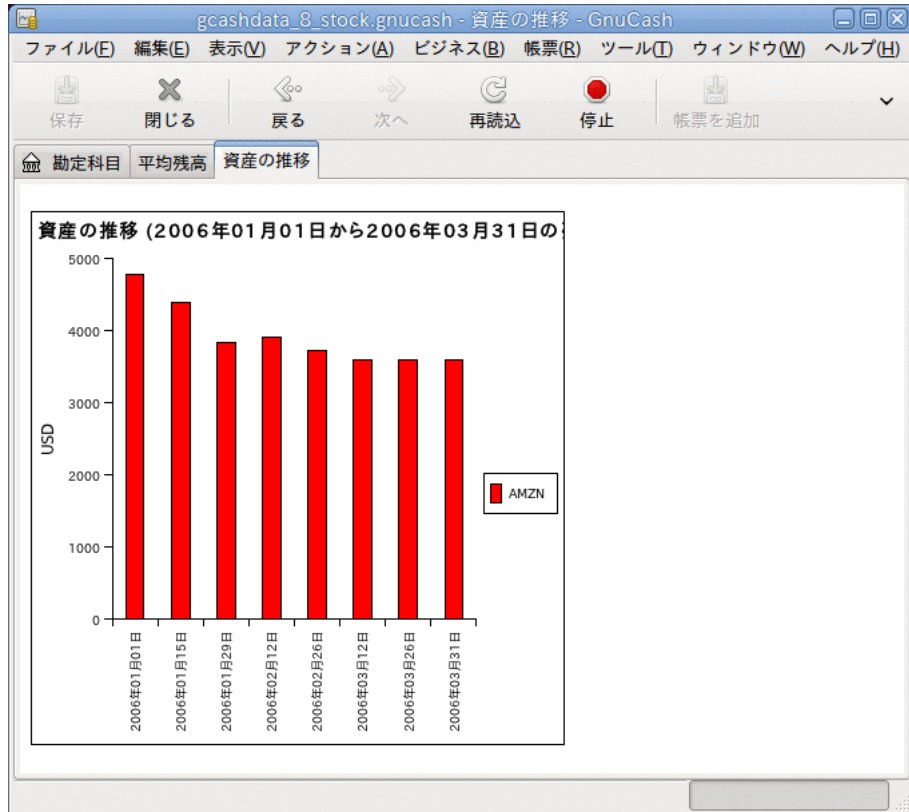 gcashdata_8_stock.gnucash - 資産の推移 - GnuCash
ファイル(F) 編集(E) 表示(V) アクション(A) ビジネス(B) 帳票(R) ツール(T) ウィンドウ(W) ヘルプ(H)
保存 閉じる 戻る 次へ 再読込 停止 帳票を追加
勘定科目 平均残高 資産の推移
資産の推移 (2006年01月01日から2006年03月31日の
5000
4000
3000
2000
1000
0
USD
AMZN
2006年01月01日
2006年01月15日
2006年01月29日
2006年02月12日
2006年02月26日
2006年03月12日
2006年03月26日
2006年03月31日